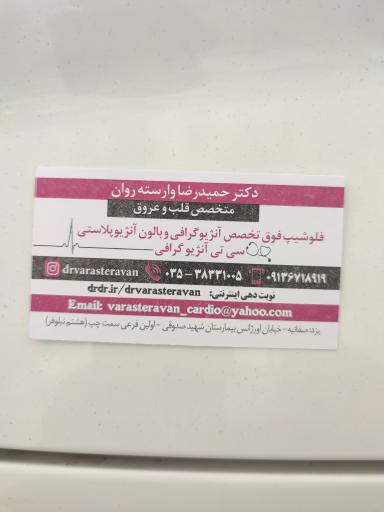 دکتر حمیدرضا وارسته روان
متخصص قلب و عروق
فلوشیپ فوق تخصص آنژیوگرافی و بالون آنژیوپلاستی
سی تی آنژیو گرافی
drvarasteravan ۰۳۵ - ۳۸۳۳۱۰۰۵ ۰۹۱۳۶۷۱۸۹۱۹
نوبت دهی اینترنتی: drdr.ir/drvarasteravan
Email: varasteravan_cardio@yahoo.com
یزد: صفائیه - خیابان اورژانس بیمارستان شهید صدوقی - اولین فرعی سمت چپ (هشتم نیلوفر)